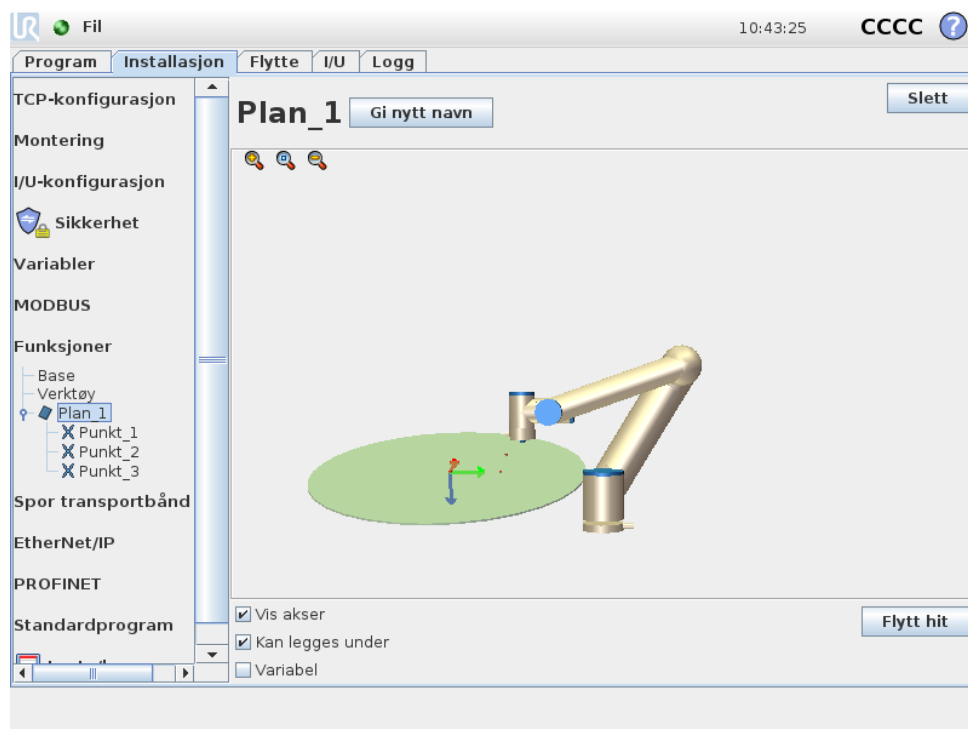 UR Fil 10:43:25 CCCC ?
Program Installasjon Flytte I/U Logg
TCP-konfigurasjon
Montering
I/U-konfigurasjon
Sikkerhet
Variabler
MODBUS
Funksjoner
Base
Verktøy
Plan_1
Punkt_1
Punkt_2
Punkt_3
Spor transportbånd
EtherNet/IP
PROFINET
Standardprogram
Plan_1 Gi nytt navn Slett
Vis akser
Kan legges under
Variabel
Flytt hit